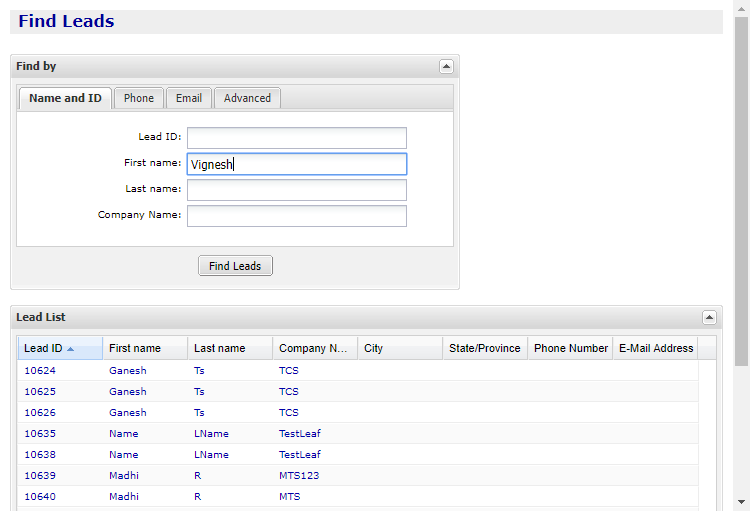 Find Leads
Find by
Name and ID Phone Email Advanced
Lead ID:
First name: Vignesh
Last name:
Company Name:
Find Leads
Lead List
Lead ID First name Last name Company N... City State/Province Phone Number E-Mail Address
10624 Ganesh Ts TCS
10625 Ganesh Ts TCS
10626 Ganesh Ts TCS
10635 Name LName TestLeaf
10638 Name LName TestLeaf
10639 Madhi R MTS123
10640 Madhi R MTS